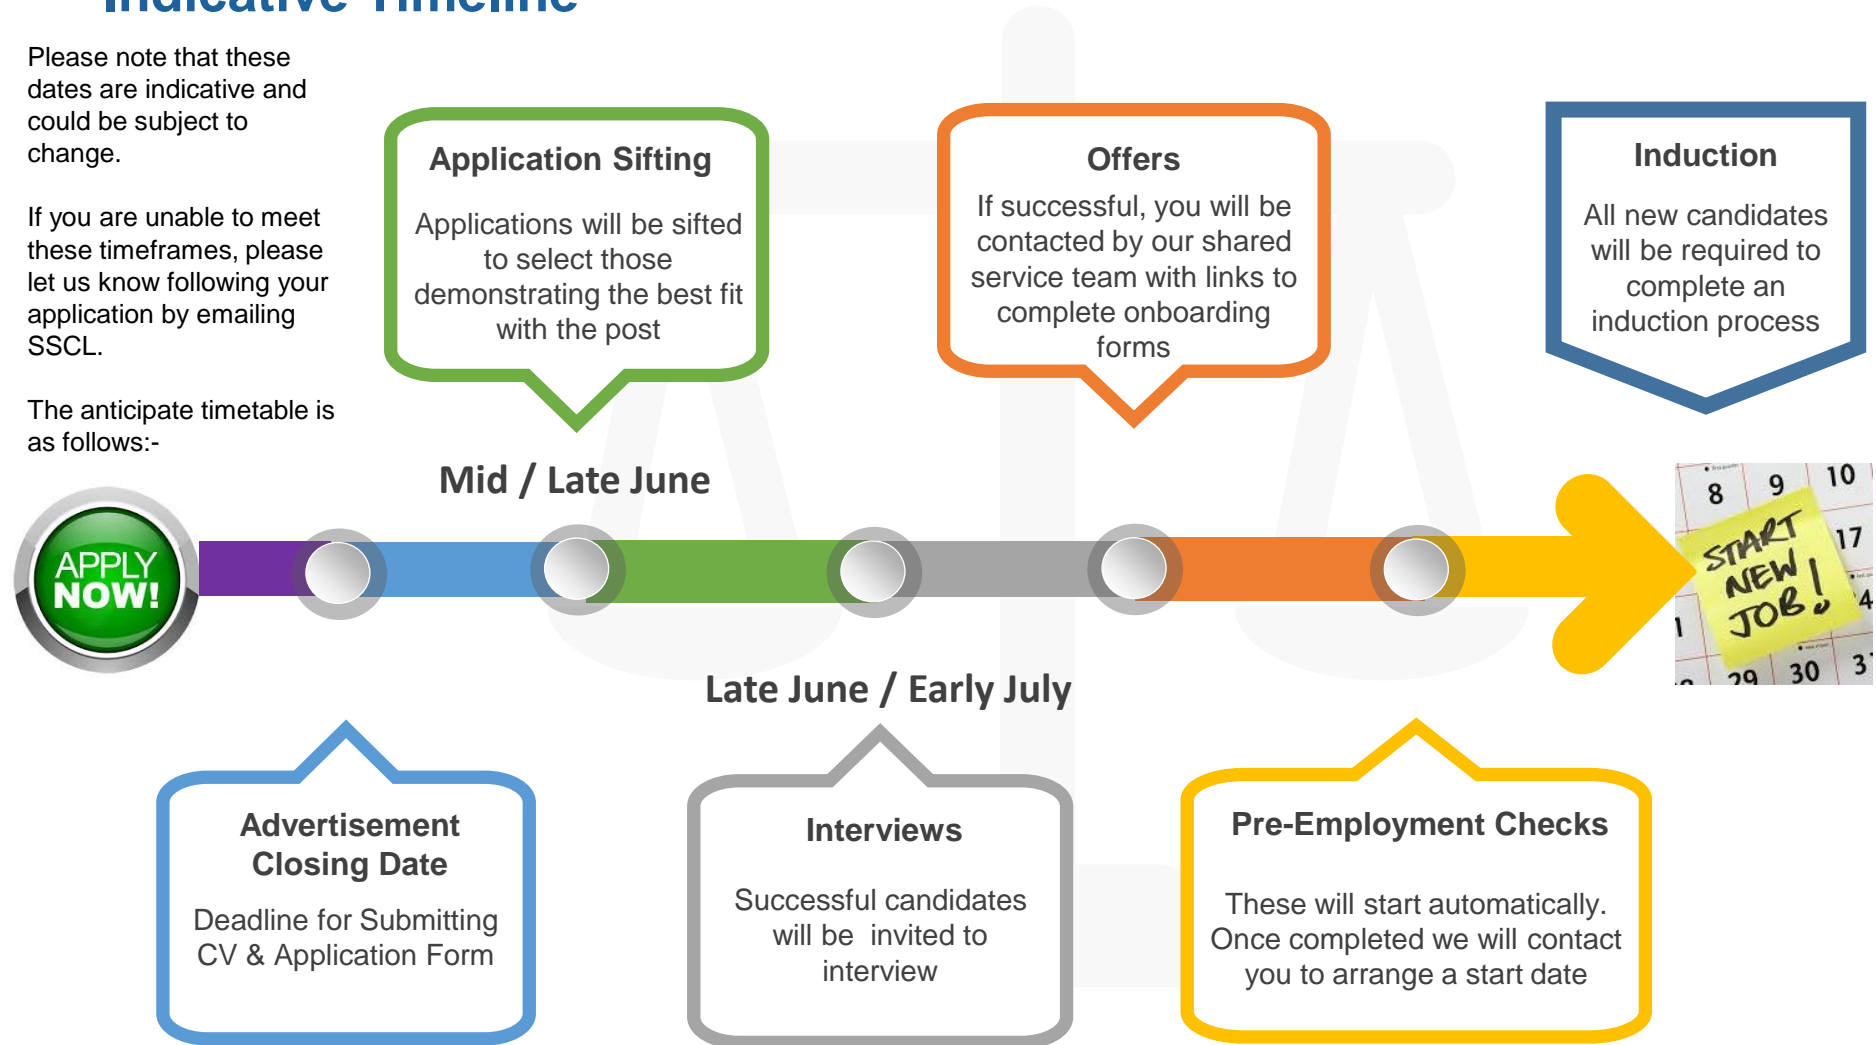 Indicative Timeline
Please note that these
dates are indicative and
could be subject to
change.
If you are unable to meet
these timeframes, please
let us know following your
application by emailing
SSCL.
The anticipate timetable is
as follows:-
Application Sifting
Applications will be sifted
to select those
demonstrating the best fit
with the post
Offers
If successful, you will be
contacted by our shared
service team with links to
complete onboarding
forms
Induction
All new candidates
will be required to
complete an
induction process
Mid / Late June
APPLY
NOW!
8 9 10
17
START
NEW
JOB!
29 30
Late June / Early July
Advertisement
Closing Date
Deadline for Submitting
CV & Application Form
Interviews
Successful candidates
will be invited to
interview
Pre-Employment Checks
These will start automatically.
Once completed we will contact
you to arrange a start date